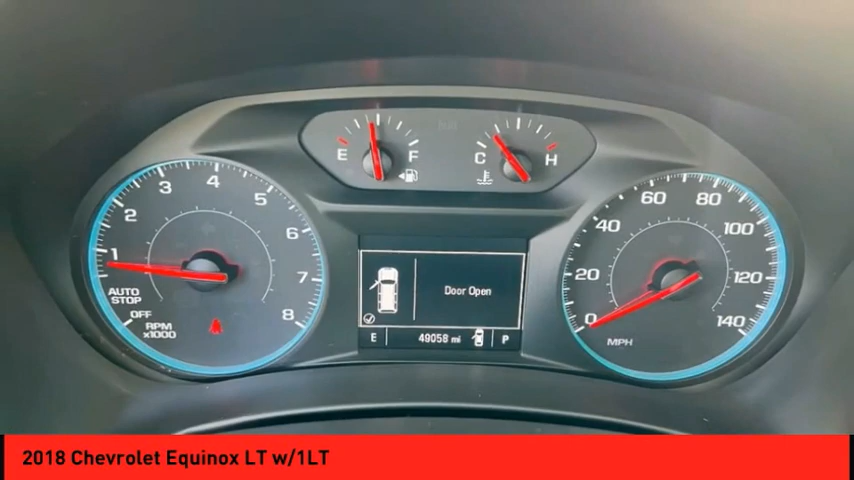 E F
C H
1 2 3 4 5 6 7 8
AUTO
STOP
OFF
RPM
x1000
Door Open
E 49058 mi P
0 20 40 60 80 100 120 140
MPH
2018 Chevrolet Equinox LT w/1LT